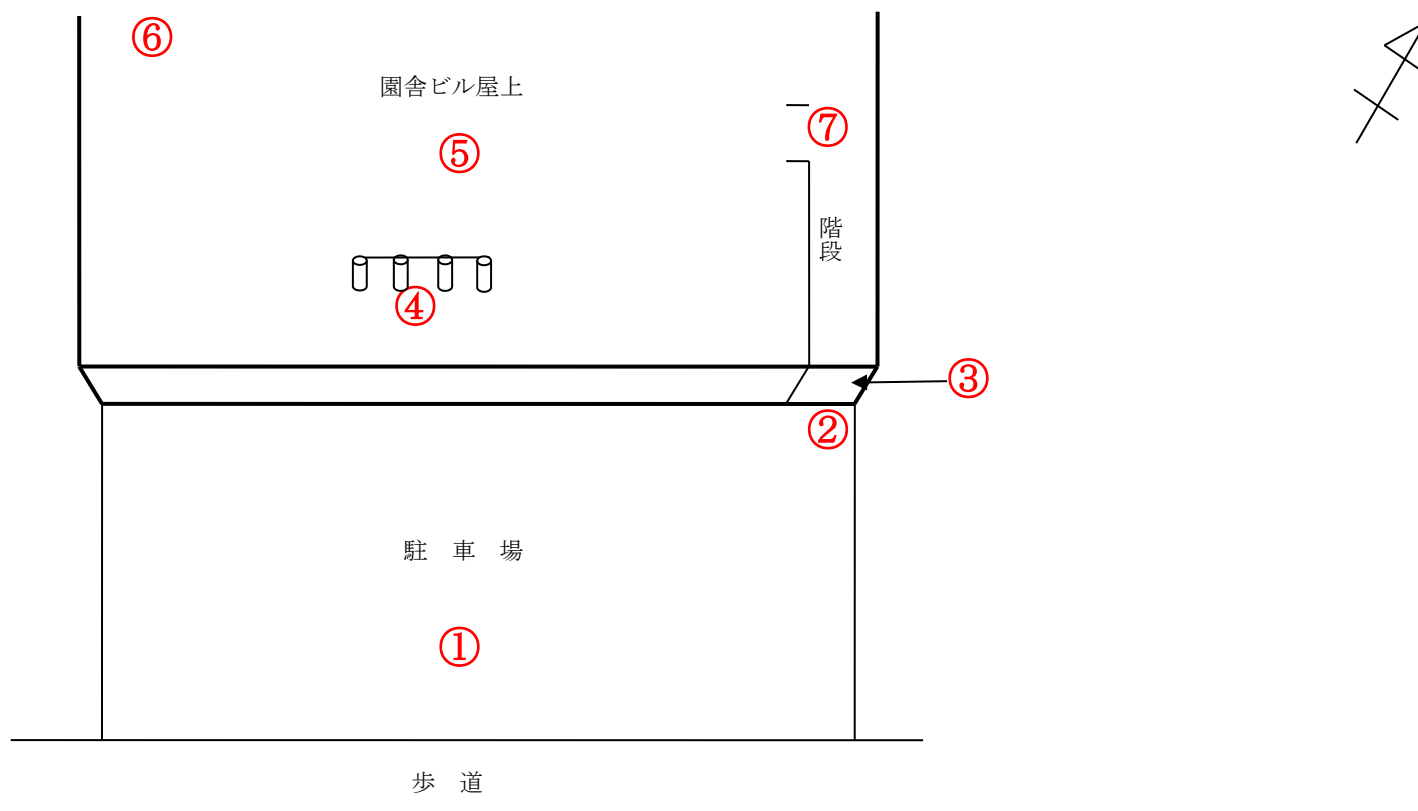 ⑥
園舎ビル屋上
⑦
⑤
階段
④
③
②
駐 車 場
①
歩 道